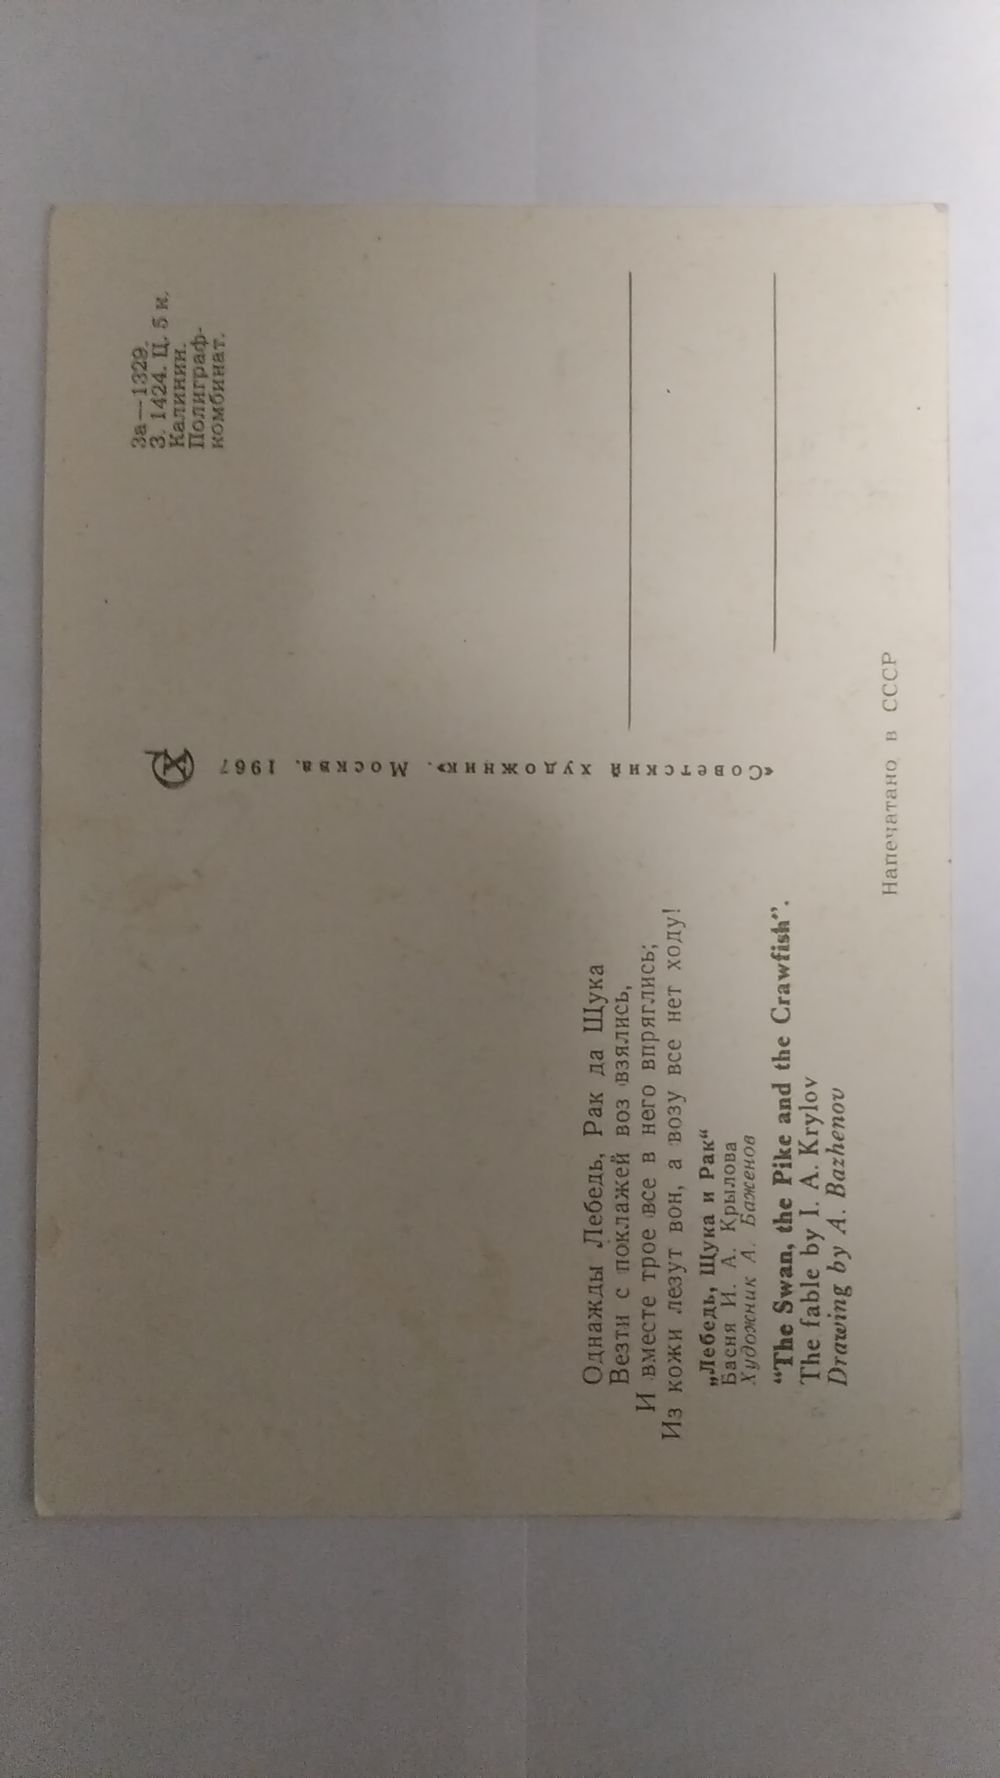 За—1329.
З. 1424. Ц. 5 к.
Калинин.
Полиграф-
комбинат.
«Советский художник». Москва. 1967
Однажды Лебедь, Рак да Щука
Везти с поклажей воз взялись,
И вместе трое все в него впряглись;
Из кожи лезут вон, а возу все нет ходу!
„Лебедь, Щука и Рак“
Басня И. А. Крылова
Художник А. Баженов
“The Swan, the Pike and the Crawfish”.
The fable by I. A. Krylov
Drawing by A. Bazhenov
Напечатано в СССР